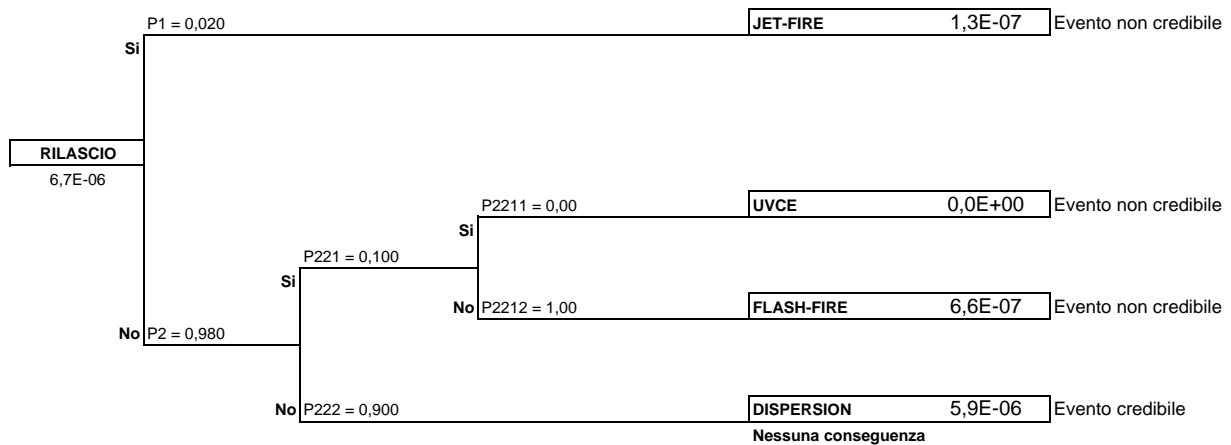 P1 = 0,020
JET-FIRE 1,3E-07 Evento non credibile
Si
RILASCIO
6,7E-06
P2211 = 0,00 UVCE 0,0E+00 Evento non credibile
Si
P221 = 0,100
Si
No P2212 = 1,00 FLASH-FIRE 6,6E-07 Evento non credibile
No P2 = 0,980
No P222 = 0,900 DISPERSION 5,9E-06 Evento credibile
Nessuna conseguenza